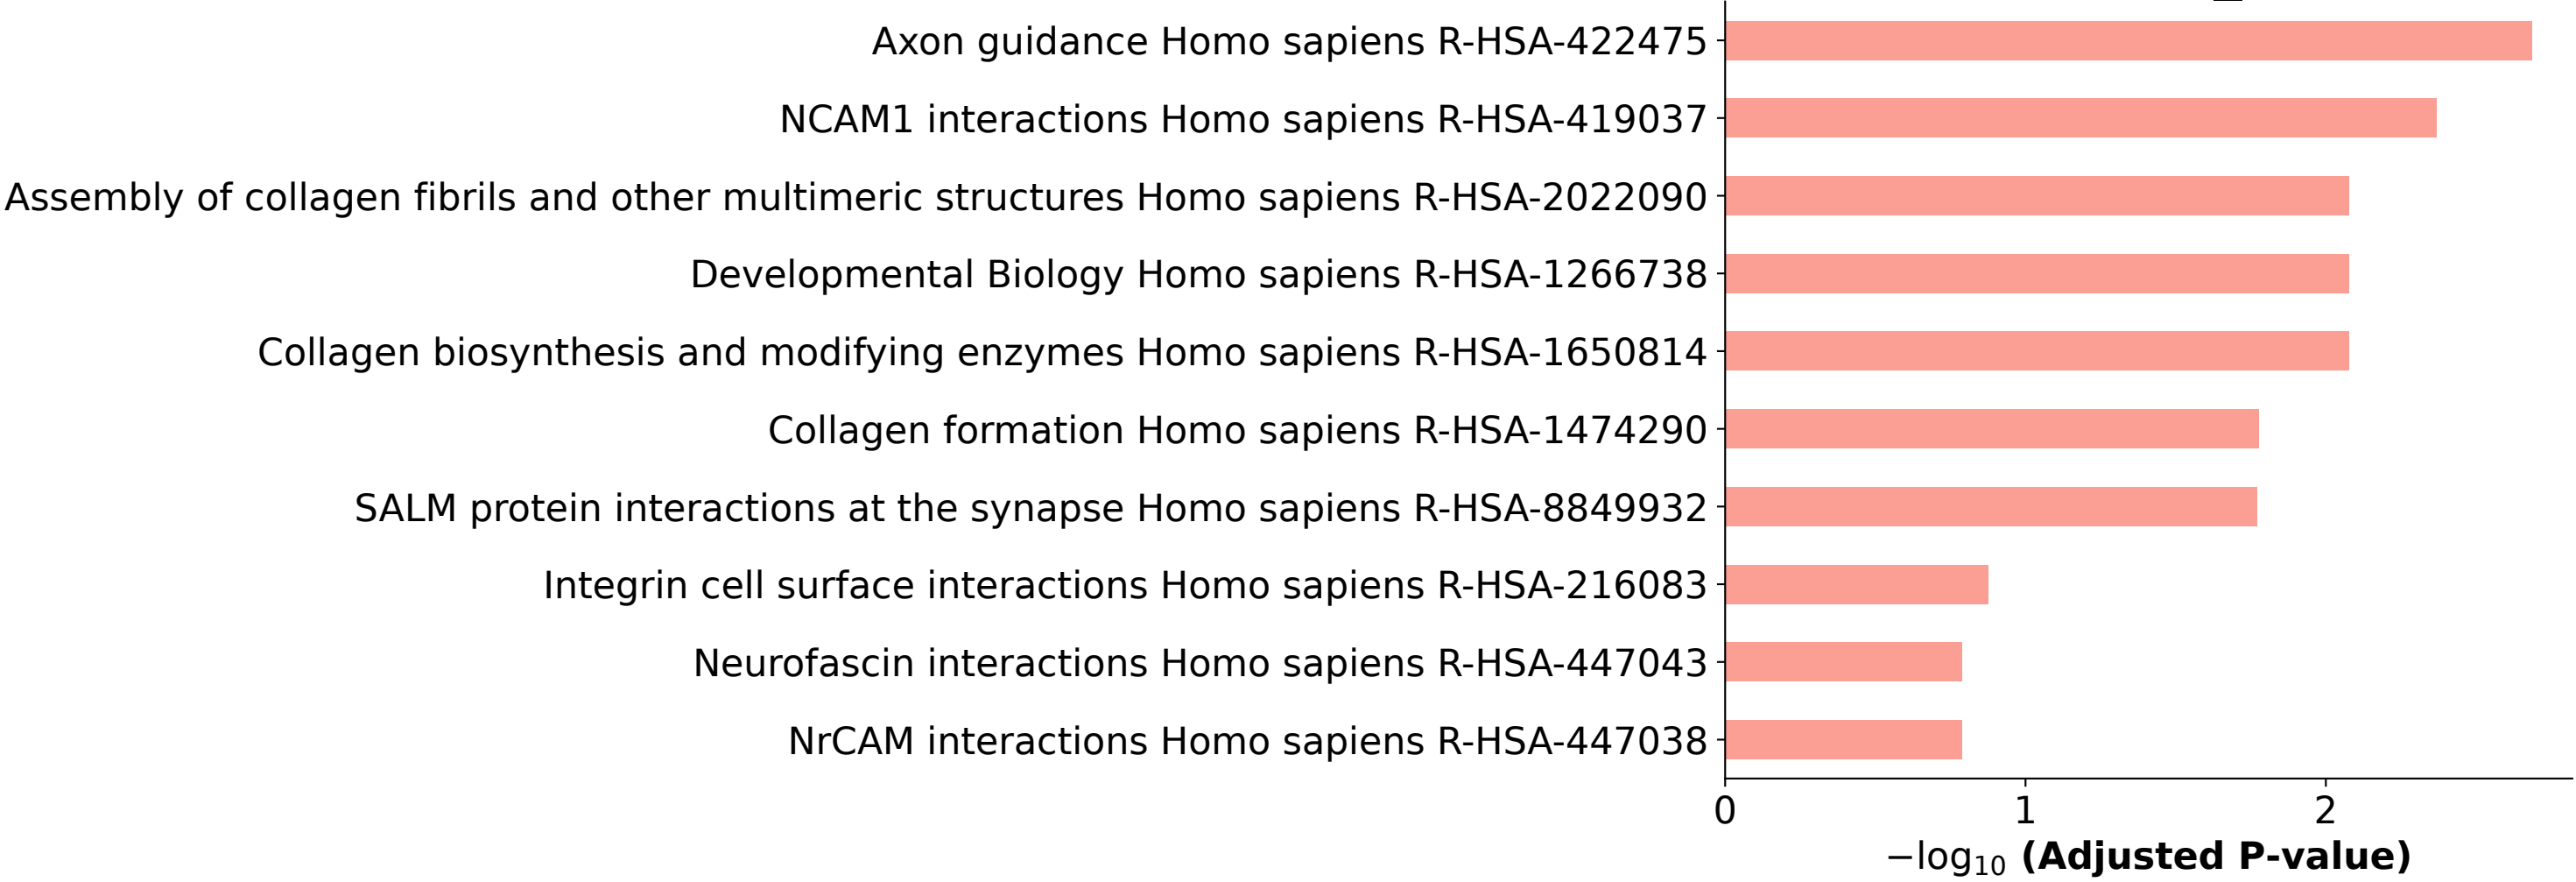 Axon guidance Homo sapiens R-HSA-422475
NCAM1 interactions Homo sapiens R-HSA-419037
Assembly of collagen fibrils and other multimeric structures Homo sapiens R-HSA-2022090
Developmental Biology Homo sapiens R-HSA-1266738
Collagen biosynthesis and modifying enzymes Homo sapiens R-HSA-1650814
Collagen formation Homo sapiens R-HSA-1474290
SALM protein interactions at the synapse Homo sapiens R-HSA-8849932
Integrin cell surface interactions Homo sapiens R-HSA-216083
Neurofascin interactions Homo sapiens R-HSA-447043
NrCAM interactions Homo sapiens R-HSA-447038
0 1 2
−log₁₀ (Adjusted P-value)